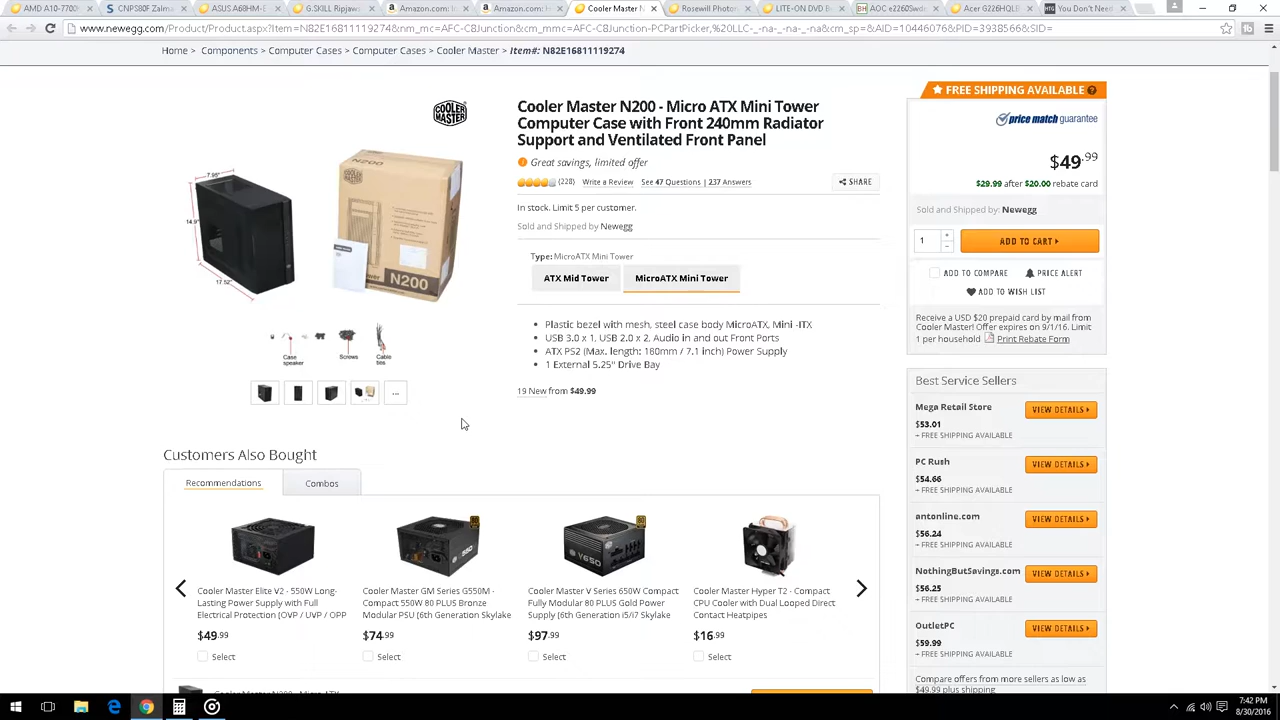 AMD A10-7700
CNPS80F Zalma
ASUS A68HM-E
G.SKILL Ripjaws
Amazon.com: I
Amazon.com: H
Cooler Master N
Rosewill Photon
LITE-ON DVD B
AOC e2260Swd
Acer G226HQLB
You Don't Need
www.newegg.com/Product/Product.aspx?Item=N82E16811119274&nm_mc=AFC-C8Junction&cm_mmc=AFC-C8Junction-PCPartPicker,%20LLC-_-na-_-na-_-na&cm_sp=&AID=10446076&PID=3938566&SID=
Home > Components > Computer Cases > Computer Cases > Cooler Master > Item#: N82E16811119274
FREE SHIPPING AVAILABLE
COOLER MASTER
Cooler Master N200 - Micro ATX Mini Tower
Computer Case with Front 240mm Radiator
Support and Ventilated Front Panel
price match guarantee
$49.99
Great savings, limited offer
$29.99 after $20.00 rebate card
(228) Write a Review See 47 Questions | 237 Answers
SHARE
In stock. Limit 5 per customer.
Sold and Shipped by: Newegg
Sold and Shipped by Newegg
1
ADD TO CART
Type: MicroATX Mini Tower
ATX Mid Tower
MicroATX Mini Tower
ADD TO COMPARE
PRICE ALERT
ADD TO WISH LIST
7.95"
14.9"
17.52"
N200
N200
Plastic bezel with mesh, steel case body MicroATX, Mini -ITX
USB 3.0 x 1, USB 2.0 x 2, Audio in and out Front Ports
ATX PS2 (Max. length: 180mm / 7.1 inch) Power Supply
1 External 5.25" Drive Bay
Receive a USD $20 prepaid card by mail from
Cooler Master! Offer expires on 9/1/16. Limit
1 per household Print Rebate Form
Case speaker
Screws
Cable ties
...
19 New from $49.99
Best Service Sellers
Mega Retail Store
$53.01
+ FREE SHIPPING AVAILABLE
VIEW DETAILS
PC Rush
$54.66
+ FREE SHIPPING AVAILABLE
VIEW DETAILS
antonline.com
$56.24
+ FREE SHIPPING AVAILABLE
VIEW DETAILS
NothingButSavings.com
$56.25
+ FREE SHIPPING AVAILABLE
VIEW DETAILS
OutletPC
$59.99
+ FREE SHIPPING AVAILABLE
VIEW DETAILS
Compare offers from more sellers as low as
$49.99 plus shipping
Customers Also Bought
Recommendations
Combos
550
V650
Cooler Master Elite V2 - 550W Long-
Lasting Power Supply with Full
Electrical Protection (OVP / UVP / OPP
$49.99
Select
Cooler Master GM Series G550M -
Compact 550W 80 PLUS Bronze
Modular PSU (6th Generation Skylake
$74.99
Select
Cooler Master V Series 650W Compact
Fully Modular 80 PLUS Gold Power
Supply (6th Generation i5/i7 Skylake
$97.99
Select
Cooler Master Hyper T2 - Compact
CPU Cooler with Dual Looped Direct
Contact Heatpipes
$16.99
Select
Cooler Master N200 - Micro ATX
7:42 PM
8/30/2016